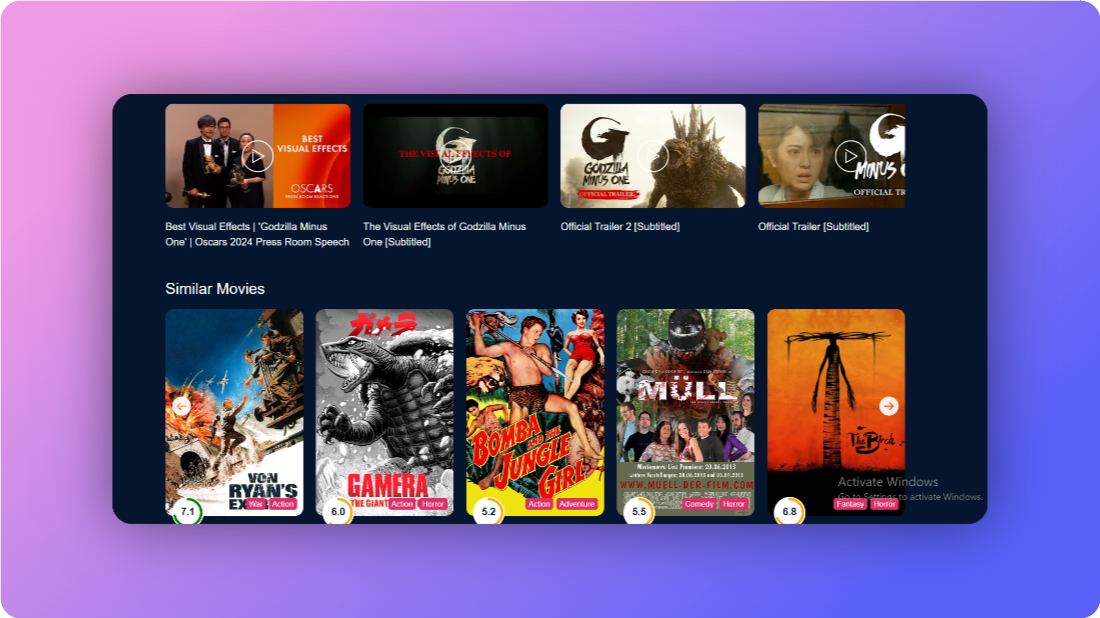 BEST
VISUAL EFFECTS
OSCARS
PRESS ROOM REACTIONS
THE VISUAL EFFECTS OF
GODZILLA
MINUS ONE
GODZILLA
MINUS ONE
OFFICIAL TRAILER
MINUS ONE
OFFICIAL TR
Best Visual Effects | 'Godzilla Minus
One' | Oscars 2024 Press Room Speech
The Visual Effects of Godzilla Minus
One [Subtitled]
Official Trailer 2 [Subtitled]
Official Trailer [Subtitled]
Similar Movies
VON
RYAN'S
EX
7.1
War
Action
ガメラ
GAMERA
THE GIANT
6.0
Action
Horror
BOMBA
AND THE
JUNGLE
GIRL
5.2
Action
Adventure
MÜLL
WWW.MUELL-DER-FILM.COM
5.5
Comedy
Horror
The Birch
6.8
Fantasy
Horror
Activate Windows
Go to Settings to activate Windows.